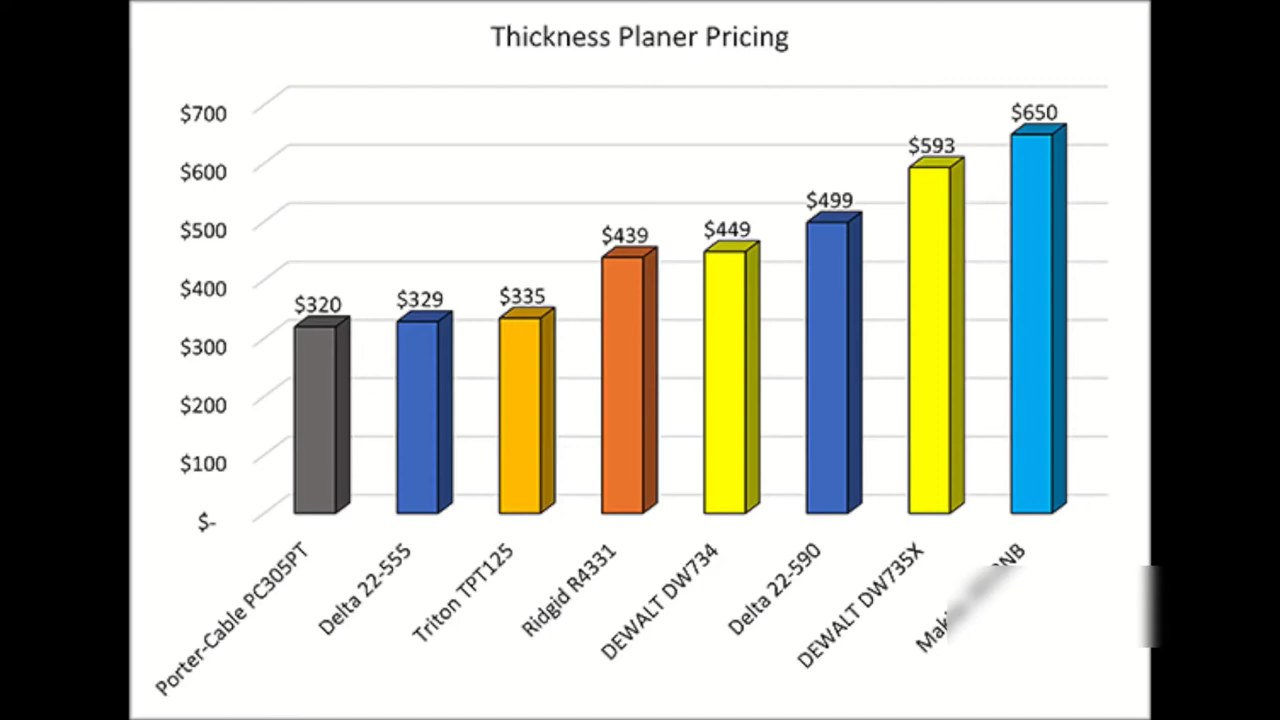 Thickness Planer Pricing
$700
$600
$500
$400
$300
$200
$100
$-
$320
$329
$335
$439
$449
$499
$593
$650
Porter-Cable PC305PT
Delta 22-555
Triton TPT125
Ridgid R4331
DEWALT DW734
Delta 22-590
DEWALT DW735X